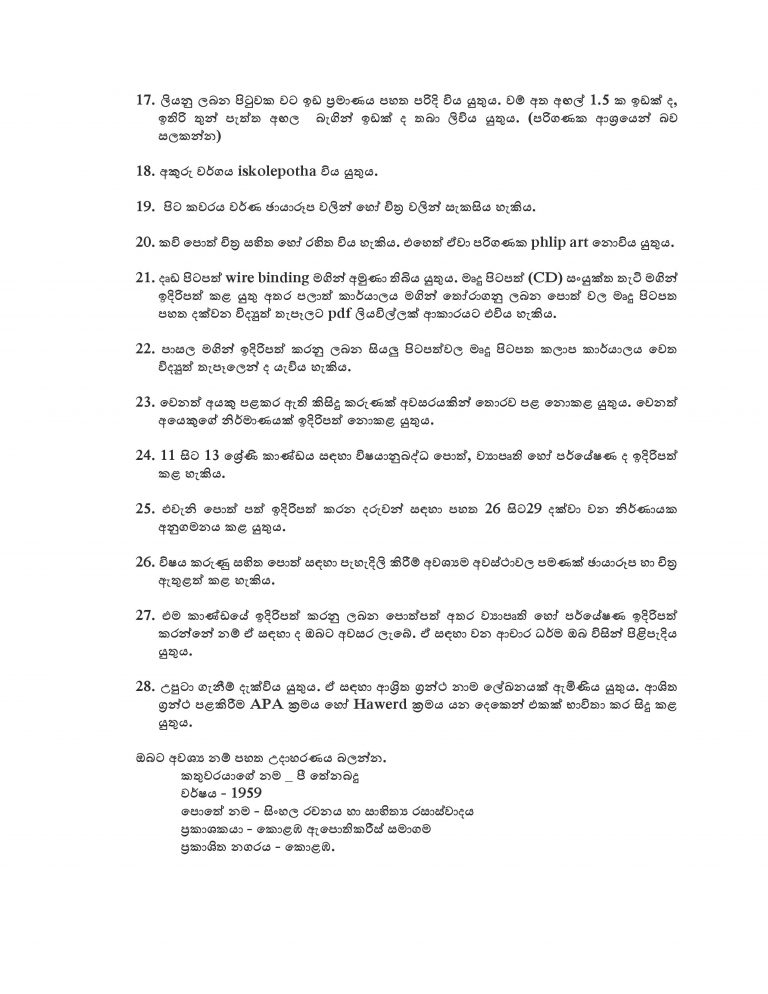 17. ලියනු ලබන පිටුවක වට ඉඩ ප්‍රමාණය පහත පරිදි විය යුතුය. වම් අත අඟල් 1.5 ක ඉඩක් ද,
ඉතිරි තුන් පැත්ත අඟල බැගින් ඉඩක් ද තබා ලිවිය යුතුය. (පරිගණක ආශ්‍රයෙන් බව
සලකන්න)
18. අකුරු වර්ගය iskolepotha විය යුතුය.
19. පිට කවරය වර්ණ ඡායාරූප වලින් හෝ චිත්‍ර වලින් සැකසිය හැකිය.
20. කවි පොත් චිත්‍ර සහිත හෝ රහිත විය හැකිය. එහෙත් ඒවා පරිගණක phlip art නොවිය යුතුය.
21. දෘඩ පිටපත් wire binding මගින් අමුණා තිබිය යුතුය. මෘදු පිටපත් (CD) සංයුක්ත තැටි මගින්
ඉදිරිපත් කළ යුතු අතර පලාත් කාර්යාලය මගින් තෝරාගනු ලබන පොත් වල මෘදු පිටපත
පහත දක්වන විද්‍යුත් තැපෑලට pdf ලියවිල්ලක් ආකාරයට එවිය හැකිය.
22. පාසල මගින් ඉදිරිපත් කරනු ලබන සියලු පිටපත්වල මෘදු පිටපත කලාප කාර්යාලය වෙත
විද්‍යුත් තැපෑලෙන් ද යැවිය හැකිය.
23. වෙනත් අයකු පළකර ඇති කිසිදු කරුණක් අවසරයකින් තොරව පළ නොකළ යුතුය. වෙනත්
අයෙකුගේ නිර්මාණයක් ඉදිරිපත් නොකළ යුතුය.
24. 11 සිට 13 ශ්‍රේණි කාණ්ඩය සඳහා විෂයානුබද්ධ පොත්, ව්‍යාපෘති හෝ පර්යේෂණ ද ඉදිරිපත්
කළ හැකිය.
25. එවැනි පොත් පත් ඉදිරිපත් කරන දරුවන් සඳහා පහත 26 සිට29 දක්වා වන නිර්ණායක
අනුගමනය කළ යුතුය.
26. විෂය කරුණු සහිත පොත් සඳහා පැහැදිලි කිරීම් අවශ්‍යම අවස්ථාවල පමණක් ඡායාරූප හා චිත්‍ර
ඇතුළත් කළ හැකිය.
27. එම කාණ්ඩයේ ඉදිරිපත් කරනු ලබන පොත්පත් අතර ව්‍යාපෘති හෝ පර්යේෂණ ඉදිරිපත්
කරන්නේ නම් ඒ සඳහා ද ඔබට අවසර ලැබේ. ඒ සඳහා වන ආචාර ධර්ම ඔබ විසින් පිළිපැදිය
යුතුය.
28. උපුටා ගැනීම් දැක්විය යුතුය. ඒ සඳහා ආශ්‍රිත ග්‍රන්ථ නාම ලේඛනයක් ඇමිණිය යුතුය. ආශිත
ග්‍රන්ථ පළකිරීම APA ක්‍රමය හෝ Hawerd ක්‍රමය යන දෙකෙන් එකක් භාවිතා කර සිදු කළ
යුතුය.
ඔබට අවශ්‍ය නම් පහත උදාහරණය බලන්න.
කතුවරයාගේ නම _ පී තේනබදු
වර්ෂය - 1959
පොතේ නම - සිංහල රචනය හා සාහිත්‍ය රසාස්වාදය
ප්‍රකාශකයා - කොළඹ ඇපොතිකරීස් සමාගම
ප්‍රකාශිත නගරය - කොළඹ.